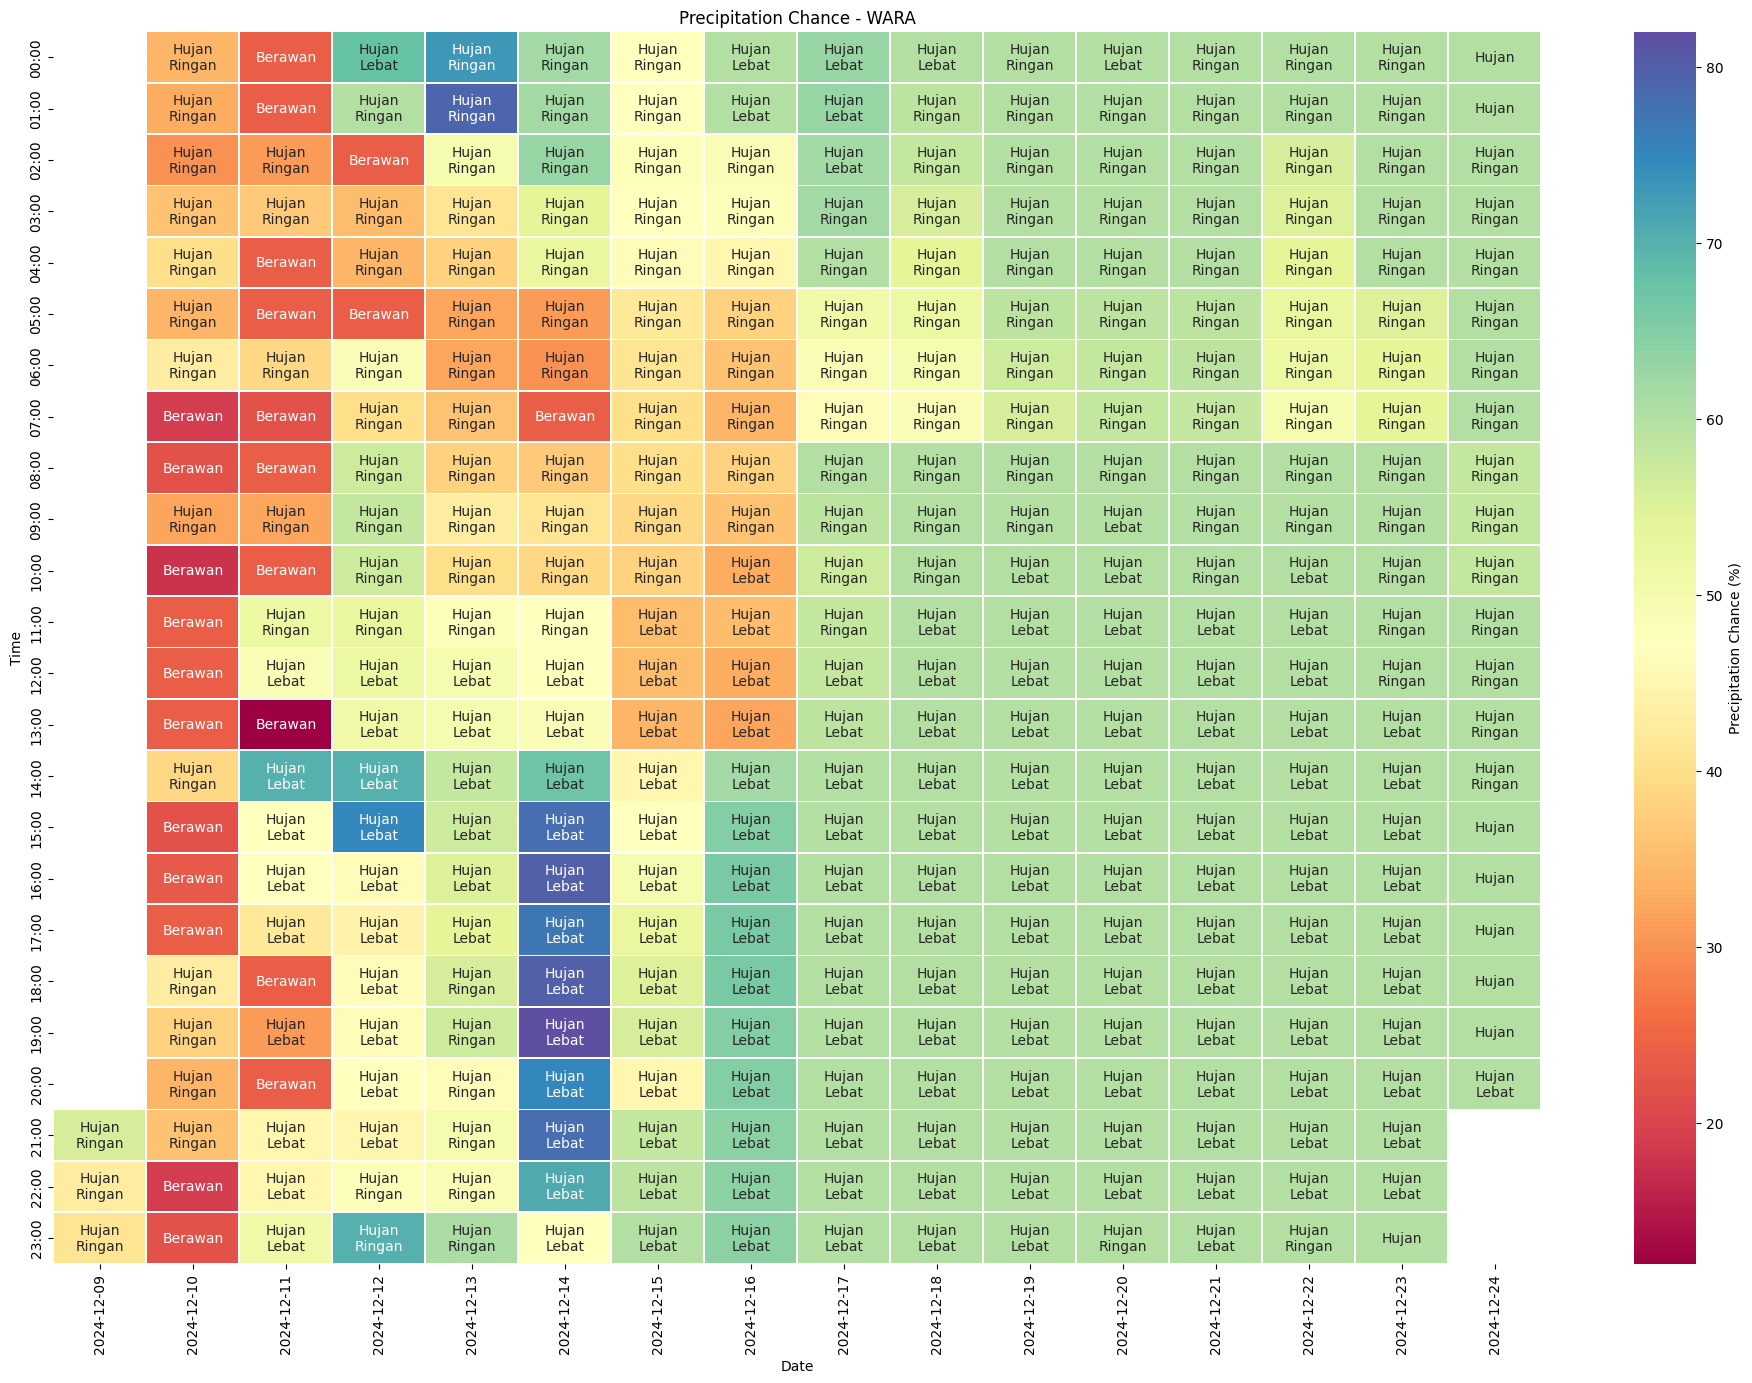 Precipitation Chance - WARA
00:00 Hujan Ringan Berawan Hujan Lebat Hujan Ringan Hujan Ringan Hujan Ringan Hujan Lebat Hujan Lebat Hujan Lebat Hujan Ringan Hujan Lebat Hujan Ringan Hujan Ringan Hujan Ringan Hujan
01:00 Hujan Ringan Berawan Hujan Ringan Hujan Ringan Hujan Ringan Hujan Ringan Hujan Lebat Hujan Lebat Hujan Ringan Hujan Ringan Hujan Ringan Hujan Ringan Hujan Ringan Hujan Ringan Hujan
02:00 Hujan Ringan Hujan Ringan Berawan Hujan Ringan Hujan Ringan Hujan Ringan Hujan Ringan Hujan Lebat Hujan Ringan Hujan Ringan Hujan Ringan Hujan Ringan Hujan Ringan Hujan Ringan Hujan Ringan
03:00 Hujan Ringan Hujan Ringan Hujan Ringan Hujan Ringan Hujan Ringan Hujan Ringan Hujan Ringan Hujan Ringan Hujan Ringan Hujan Ringan Hujan Ringan Hujan Ringan Hujan Ringan Hujan Ringan Hujan Ringan
04:00 Hujan Ringan Berawan Hujan Ringan Hujan Ringan Hujan Ringan Hujan Ringan Hujan Ringan Hujan Ringan Hujan Ringan Hujan Ringan Hujan Ringan Hujan Ringan Hujan Ringan Hujan Ringan Hujan Ringan
05:00 Hujan Ringan Berawan Berawan Hujan Ringan Hujan Ringan Hujan Ringan Hujan Ringan Hujan Ringan Hujan Ringan Hujan Ringan Hujan Ringan Hujan Ringan Hujan Ringan Hujan Ringan Hujan Ringan
06:00 Hujan Ringan Hujan Ringan Hujan Ringan Hujan Ringan Hujan Ringan Hujan Ringan Hujan Ringan Hujan Ringan Hujan Ringan Hujan Ringan Hujan Ringan Hujan Ringan Hujan Ringan Hujan Ringan Hujan Ringan
07:00 Berawan Berawan Hujan Ringan Hujan Ringan Berawan Hujan Ringan Hujan Ringan Hujan Ringan Hujan Ringan Hujan Ringan Hujan Ringan Hujan Ringan Hujan Ringan Hujan Ringan Hujan Ringan
08:00 Berawan Berawan Hujan Ringan Hujan Ringan Hujan Ringan Hujan Ringan Hujan Ringan Hujan Ringan Hujan Ringan Hujan Ringan Hujan Ringan Hujan Ringan Hujan Ringan Hujan Ringan Hujan Ringan
09:00 Hujan Ringan Hujan Ringan Hujan Ringan Hujan Ringan Hujan Ringan Hujan Ringan Hujan Ringan Hujan Ringan Hujan Ringan Hujan Ringan Hujan Lebat Hujan Ringan Hujan Ringan Hujan Ringan Hujan Ringan
10:00 Berawan Berawan Hujan Ringan Hujan Ringan Hujan Ringan Hujan Ringan Hujan Lebat Hujan Ringan Hujan Ringan Hujan Lebat Hujan Lebat Hujan Ringan Hujan Lebat Hujan Ringan Hujan Ringan
11:00 Berawan Hujan Ringan Hujan Ringan Hujan Ringan Hujan Ringan Hujan Lebat Hujan Lebat Hujan Ringan Hujan Lebat Hujan Lebat Hujan Lebat Hujan Lebat Hujan Lebat Hujan Ringan Hujan Ringan
12:00 Berawan Hujan Lebat Hujan Lebat Hujan Lebat Hujan Lebat Hujan Lebat Hujan Lebat Hujan Lebat Hujan Lebat Hujan Lebat Hujan Lebat Hujan Lebat Hujan Lebat Hujan Ringan Hujan Ringan
13:00 Berawan Berawan Hujan Lebat Hujan Lebat Hujan Lebat Hujan Lebat Hujan Lebat Hujan Lebat Hujan Lebat Hujan Lebat Hujan Lebat Hujan Lebat Hujan Lebat Hujan Lebat Hujan Ringan
14:00 Hujan Ringan Hujan Lebat Hujan Lebat Hujan Lebat Hujan Lebat Hujan Lebat Hujan Lebat Hujan Lebat Hujan Lebat Hujan Lebat Hujan Lebat Hujan Lebat Hujan Lebat Hujan Lebat Hujan Ringan
15:00 Berawan Hujan Lebat Hujan Lebat Hujan Lebat Hujan Lebat Hujan Lebat Hujan Lebat Hujan Lebat Hujan Lebat Hujan Lebat Hujan Lebat Hujan Lebat Hujan Lebat Hujan Lebat Hujan
16:00 Berawan Hujan Lebat Hujan Lebat Hujan Lebat Hujan Lebat Hujan Lebat Hujan Lebat Hujan Lebat Hujan Lebat Hujan Lebat Hujan Lebat Hujan Lebat Hujan Lebat Hujan Lebat Hujan
17:00 Berawan Hujan Lebat Hujan Lebat Hujan Lebat Hujan Lebat Hujan Lebat Hujan Lebat Hujan Lebat Hujan Lebat Hujan Lebat Hujan Lebat Hujan Lebat Hujan Lebat Hujan Lebat Hujan
18:00 Hujan Ringan Berawan Hujan Lebat Hujan Ringan Hujan Lebat Hujan Lebat Hujan Lebat Hujan Lebat Hujan Lebat Hujan Lebat Hujan Lebat Hujan Lebat Hujan Lebat Hujan Lebat Hujan
19:00 Hujan Ringan Hujan Lebat Hujan Lebat Hujan Ringan Hujan Lebat Hujan Lebat Hujan Lebat Hujan Lebat Hujan Lebat Hujan Lebat Hujan Lebat Hujan Lebat Hujan Lebat Hujan Lebat Hujan
20:00 Hujan Ringan Berawan Hujan Lebat Hujan Ringan Hujan Lebat Hujan Lebat Hujan Lebat Hujan Lebat Hujan Lebat Hujan Lebat Hujan Lebat Hujan Lebat Hujan Lebat Hujan Lebat Hujan Lebat
21:00 Hujan Ringan Hujan Ringan Hujan Lebat Hujan Lebat Hujan Ringan Hujan Lebat Hujan Lebat Hujan Lebat Hujan Lebat Hujan Lebat Hujan Lebat Hujan Lebat Hujan Lebat Hujan Lebat Hujan Lebat
22:00 Hujan Ringan Berawan Hujan Lebat Hujan Ringan Hujan Ringan Hujan Lebat Hujan Lebat Hujan Lebat Hujan Lebat Hujan Lebat Hujan Lebat Hujan Lebat Hujan Lebat Hujan Lebat Hujan Lebat
23:00 Hujan Ringan Berawan Hujan Lebat Hujan Ringan Hujan Ringan Hujan Lebat Hujan Lebat Hujan Lebat Hujan Lebat Hujan Lebat Hujan Lebat Hujan Ringan Hujan Lebat Hujan Ringan Hujan
Time
2024-12-09 2024-12-10 2024-12-11 2024-12-12 2024-12-13 2024-12-14 2024-12-15 2024-12-16 2024-12-17 2024-12-18 2024-12-19 2024-12-20 2024-12-21 2024-12-22 2024-12-23 2024-12-24
Date
80
70
60
50
40
30
20
Precipitation Chance (%)